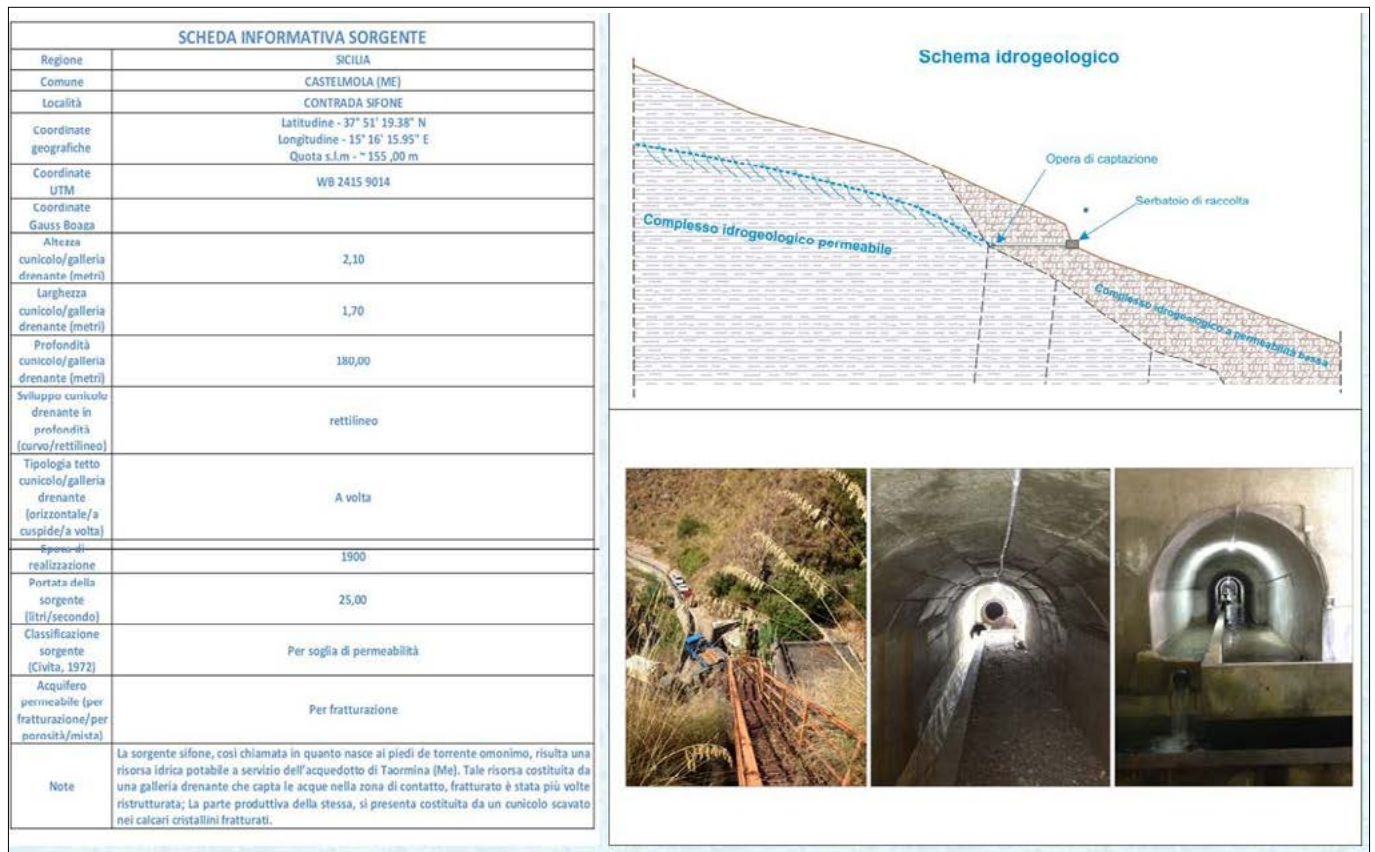 SCHEDA INFORMATIVA SORGENTE
Regione
SICILIA
Comune
CASTELMOLA (ME)
Località
CONTRADA SIFONE
Coordinate
geografiche
Latitudine - 37° 51' 19.38" N
Longitudine - 15° 16' 15.95" E
Quota s.l.m - ~ 155 ,00 m
Coordinate
UTM
WB 2415 9014
Coordinate
Gauss Boaga
Altezza
cunicolo/galleria
drenante (metri)
2,10
Larghezza
cunicolo/galleria
drenante (metri)
1,70
Profondità
cunicolo/galleria
drenante (metri)
180,00
Sviluppo cunicolo
drenante in
profondità
(curvo/rettilineo)
rettilineo
Tipologia tetto
cunicolo/galleria
drenante
(orizzontale/a
cuspide/a volta)
A volta
Epoca di
realizzazione
1900
Portata della
sorgente
(litri/secondo)
25,00
Classificazione
sorgente
(Civita, 1972)
Per soglia di permeabilità
Acquifero
permeabile (per
fratturazione/per
porosità/mista)
Per fratturazione
Note
La sorgente sifone, così chiamata in quanto nasce ai piedi de torrente omonimo, risulta una
risorsa idrica potabile a servizio dell'acquedotto di Taormina (Me). Tale risorsa costituita da
una galleria drenante che capta le acque nella zona di contatto, fratturato è stata più volte
ristrutturata; La parte produttiva della stessa, si presenta costituita da un cunicolo scavato
nei calcari cristallini fratturati.
Schema idrogeologico
Opera di captazione
Serbatoio di raccolta
Complesso idrogeologico permeabile
Complesso idrogeologico a permeabilità bassa